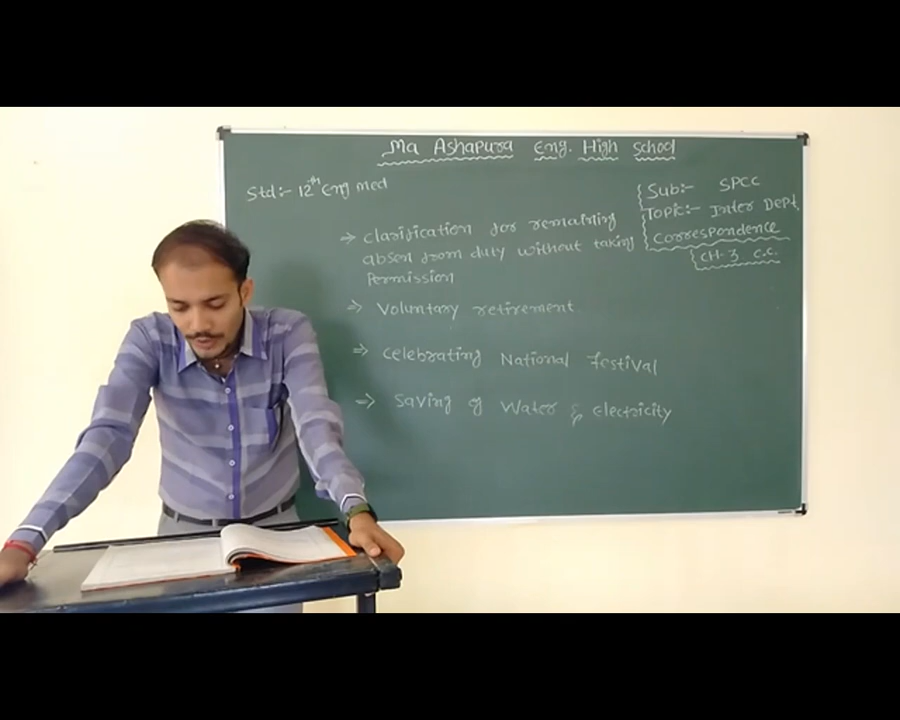 Ma Ashapura Eng. High School
Std:- 12th Eng med
Sub:- SPCC
Topic:- Inter Dept,
Correspondence
CH-3 C.C.
⇒ Clarification for remaining
absen from duty without taking
Permission
⇒ Voluntary retirement
⇒ Celebrating National festival
⇒ Saving of Water & electricity